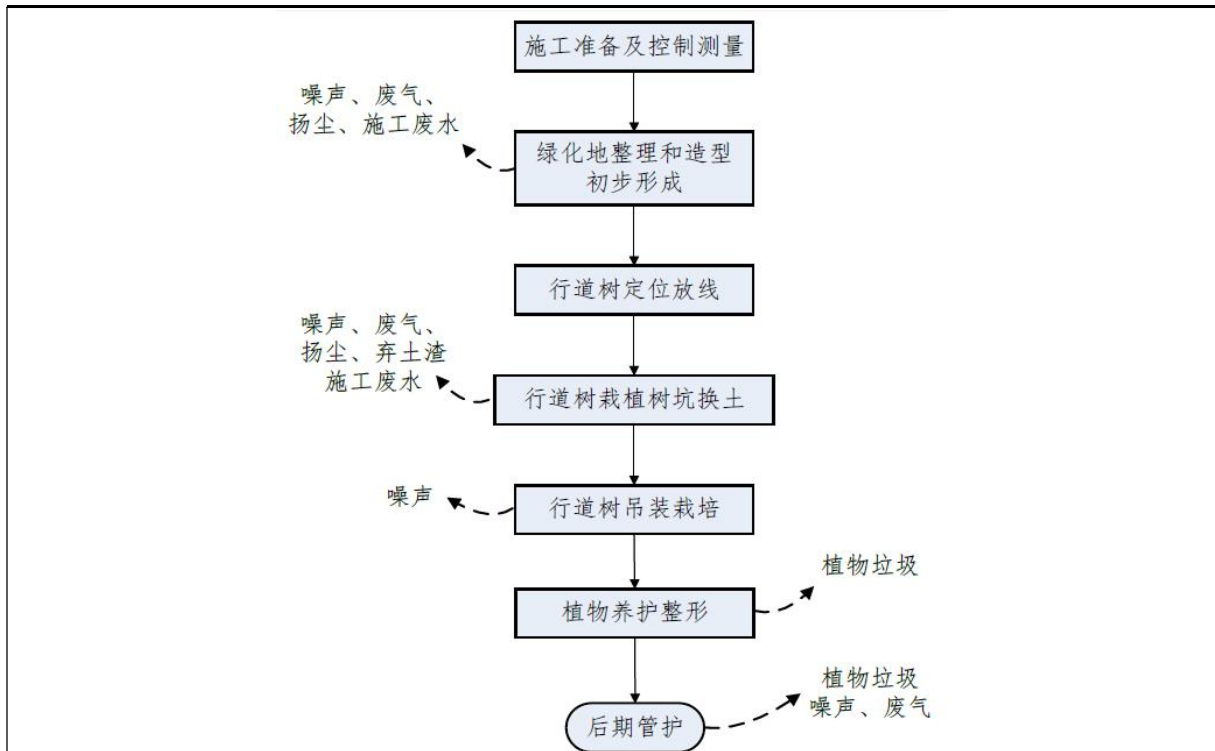 施工准备及控制测量
噪声、废气、
扬尘、施工废水
绿化地整理和造型
初步形成
行道树定位放线
噪声、废气、
扬尘、弃土渣
施工废水
行道树栽植树坑换土
噪声
行道树吊装栽培
植物垃圾
植物养护整形
植物垃圾
噪声、废气
后期管护